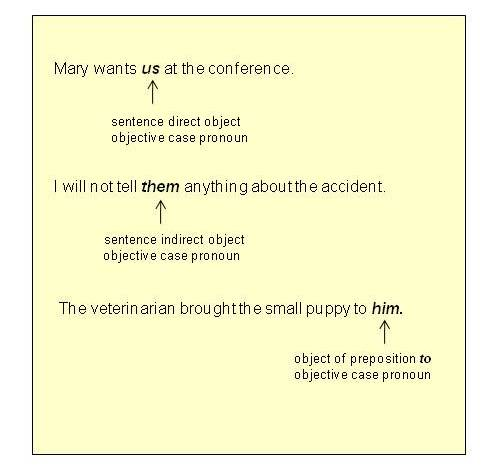 Mary wants us at the conference.
sentence direct object
objective case pronoun
I will not tell them anything about the accident.
sentence indirect object
objective case pronoun
The veterinarian brought the small puppy to him.
object of preposition to
objective case pronoun